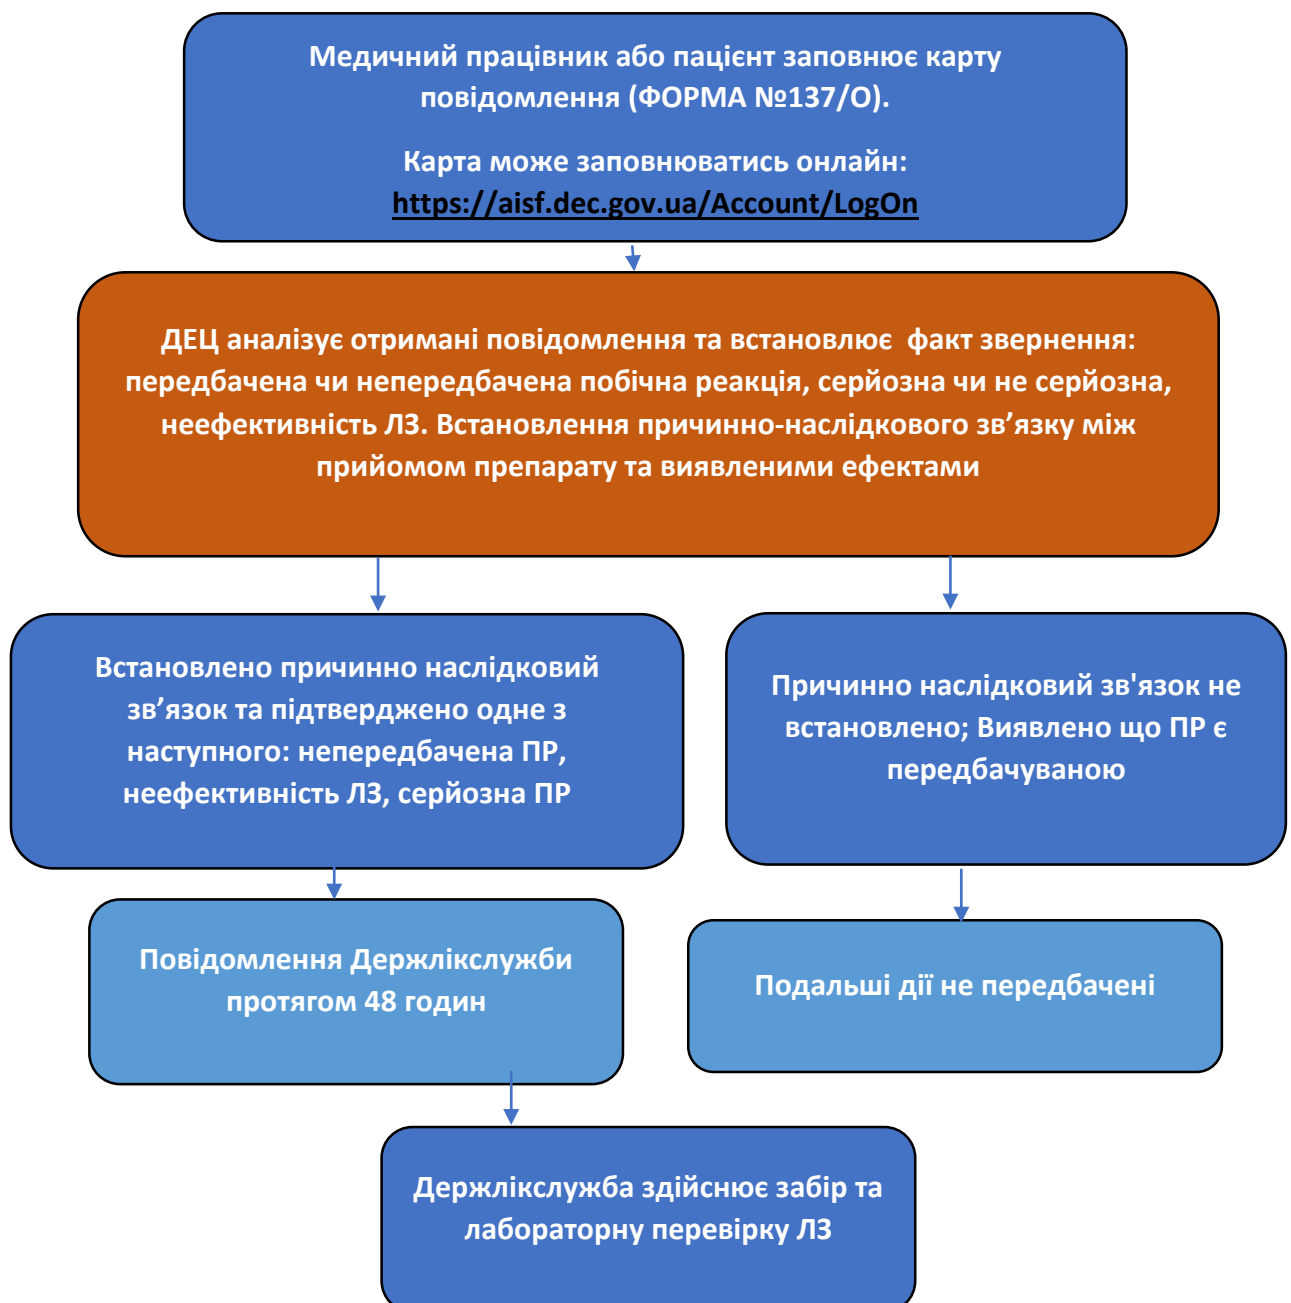 Медичний працівник або пацієнт заповнює карту
повідомлення (ФОРМА №137/О).
Карта може заповнюватись онлайн:
https://aisf.dec.gov.ua/Account/LogOn
ДЕЦ аналізує отримані повідомлення та встановлює факт звернення:
передбачена чи непередбачена побічна реакція, серйозна чи не серйозна,
неефективність ЛЗ. Встановлення причинно-наслідкового зв’язку між
прийомом препарату та виявленими ефектами
Встановлено причинно наслідковий
зв’язок та підтверджено одне з
наступного: непередбачена ПР,
неефективність ЛЗ, серйозна ПР
Причинно наслідковий зв'язок не
встановлено; Виявлено що ПР є
передбачуваною
Повідомлення Держлікслужби
протягом 48 годин
Подальші дії не передбачені
Держлікслужба здійснює забір та
лабораторну перевірку ЛЗ